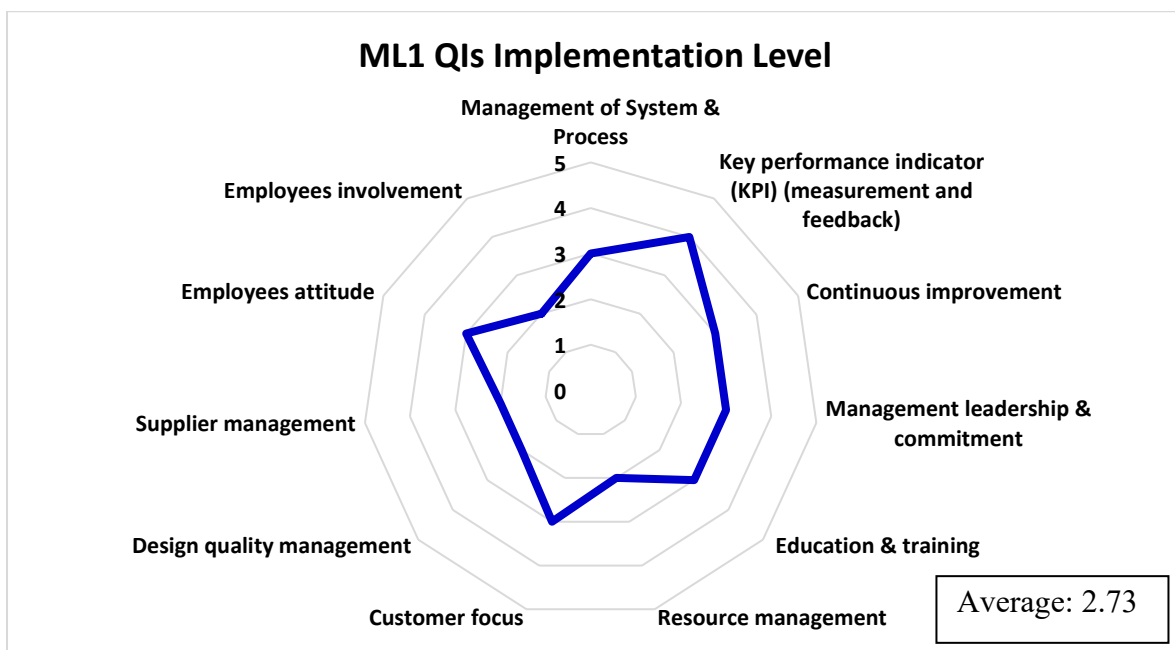 ML1 QIs Implementation Level
Management of System &
Process
Key performance indicator
(KPI) (measurement and
feedback)
Continuous improvement
Management leadership &
commitment
Education & training
Resource management
Customer focus
Design quality management
Supplier management
Employees attitude
Employees involvement
5
4
3
2
1
0
Average: 2.73